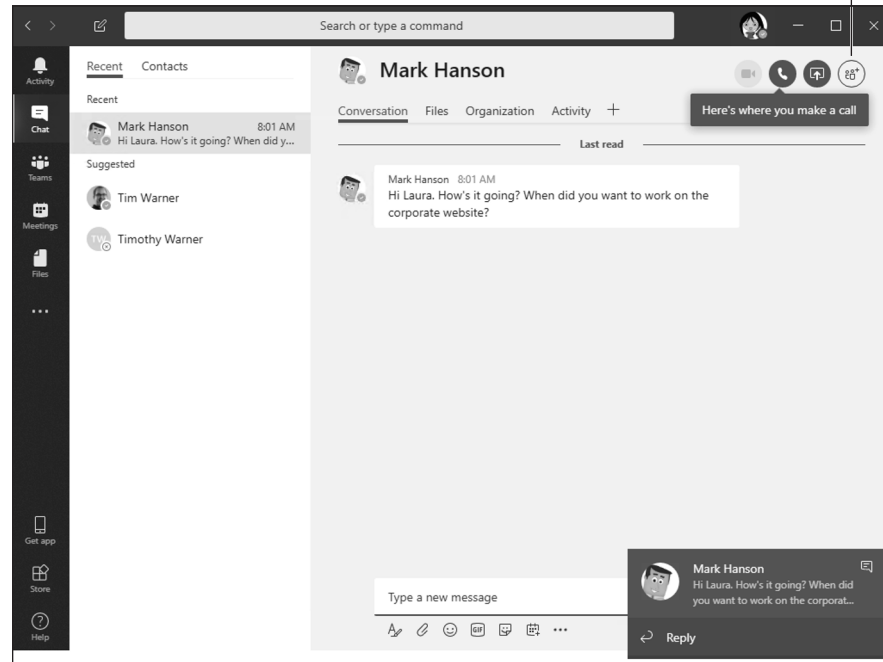 Search or type a command
Activity
Chat
Teams
Meetings
Files
Get app
Store
Help
Recent Contacts
Recent
Mark Hanson 8:01 AM
Hi Laura. How's it going? When did y...
Suggested
Tim Warner
TW Timothy Warner
Mark Hanson
Conversation Files Organization Activity
Here's where you make a call
Last read
Mark Hanson 8:01 AM
Hi Laura. How's it going? When did you want to work on the
corporate website?
Type a new message
GIF
Mark Hanson
Hi Laura. How's it going? When did
you want to work on the corporat...
Reply